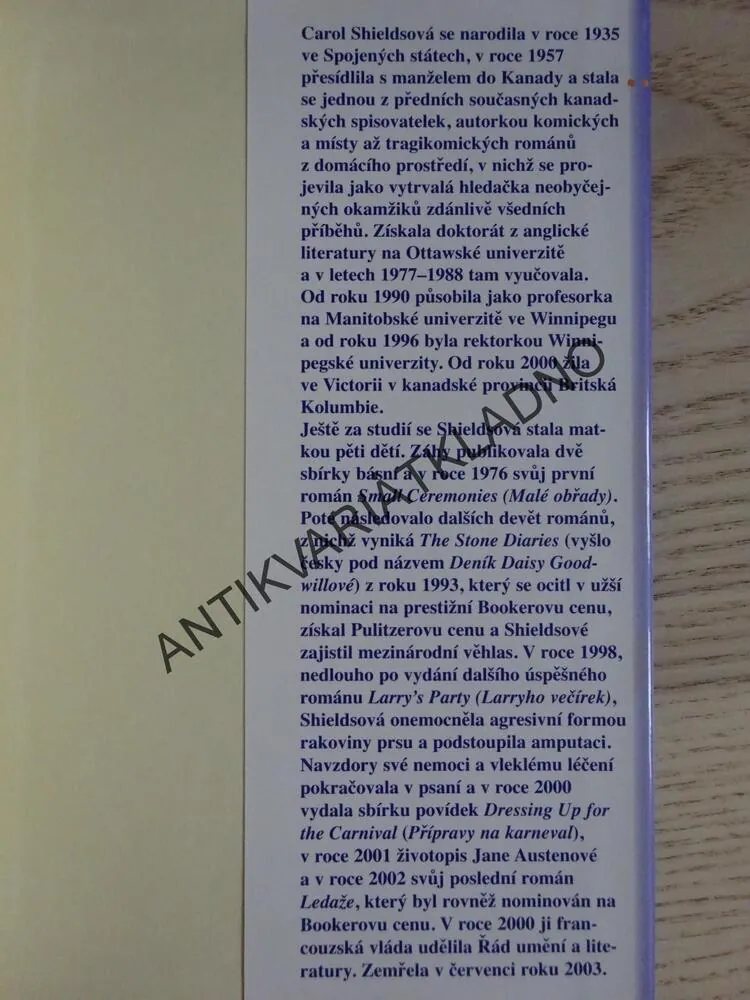 Carol Shieldsová se narodila v roce 1935
ve Spojených státech, v roce 1957
přesídlila s manželem do Kanady a stala
se jednou z předních současných kanad-
ských spisovatelek, autorkou komických
a místy až tragikomických románů
z domácího prostředí, v nichž se pro-
jevila jako vytrvalá hledačka neobyčej-
ných okamžiků zdánlivě všedních
příběhů. Získala doktorát z anglické
literatury na Ottawské univerzitě
a v letech 1977–1988 tam vyučovala.
Od roku 1990 působila jako profesorka
na Manitobské univerzitě ve Winnipegu
a od roku 1996 byla rektorkou Winni-
pegské univerzity. Od roku 2000 žila
ve Victorii v kanadské provincii Britská
Kolumbie.
Ještě za studií se Shieldsová stala mat-
kou pěti dětí. Záhy publikovala dvě
sbírky básní a v roce 1976 svůj první
román Small Ceremonies (Malé obřady).
Poté následovalo dalších devět románů,
z nichž vyniká The Stone Diaries (vyšlo
česky pod názvem Deník Daisy Good-
willové) z roku 1993, který se ocitl v užší
nominaci na prestižní Bookerovu cenu,
získal Pulitzerovu cenu a Shieldsové
zajistil mezinárodní věhlas. V roce 1998,
nedlouho po vydání dalšího úspěšného
románu Larry's Party (Larryho večírek),
Shieldsová onemocněla agresivní formou
rakoviny prsu a podstoupila amputaci.
Navzdory své nemoci a vleklému léčení
pokračovala v psaní a v roce 2000
vydala sbírku povídek Dressing Up for
the Carnival (Přípravy na karneval),
v roce 2001 životopis Jane Austenové
a v roce 2002 svůj poslední román
Ledaže, který byl rovněž nominován na
Bookerovu cenu. V roce 2000 ji fran-
couzská vláda udělila Řád umění a lite-
ratury. Zemřela v červenci roku 2003.
ANTIKVARIATKLADNO